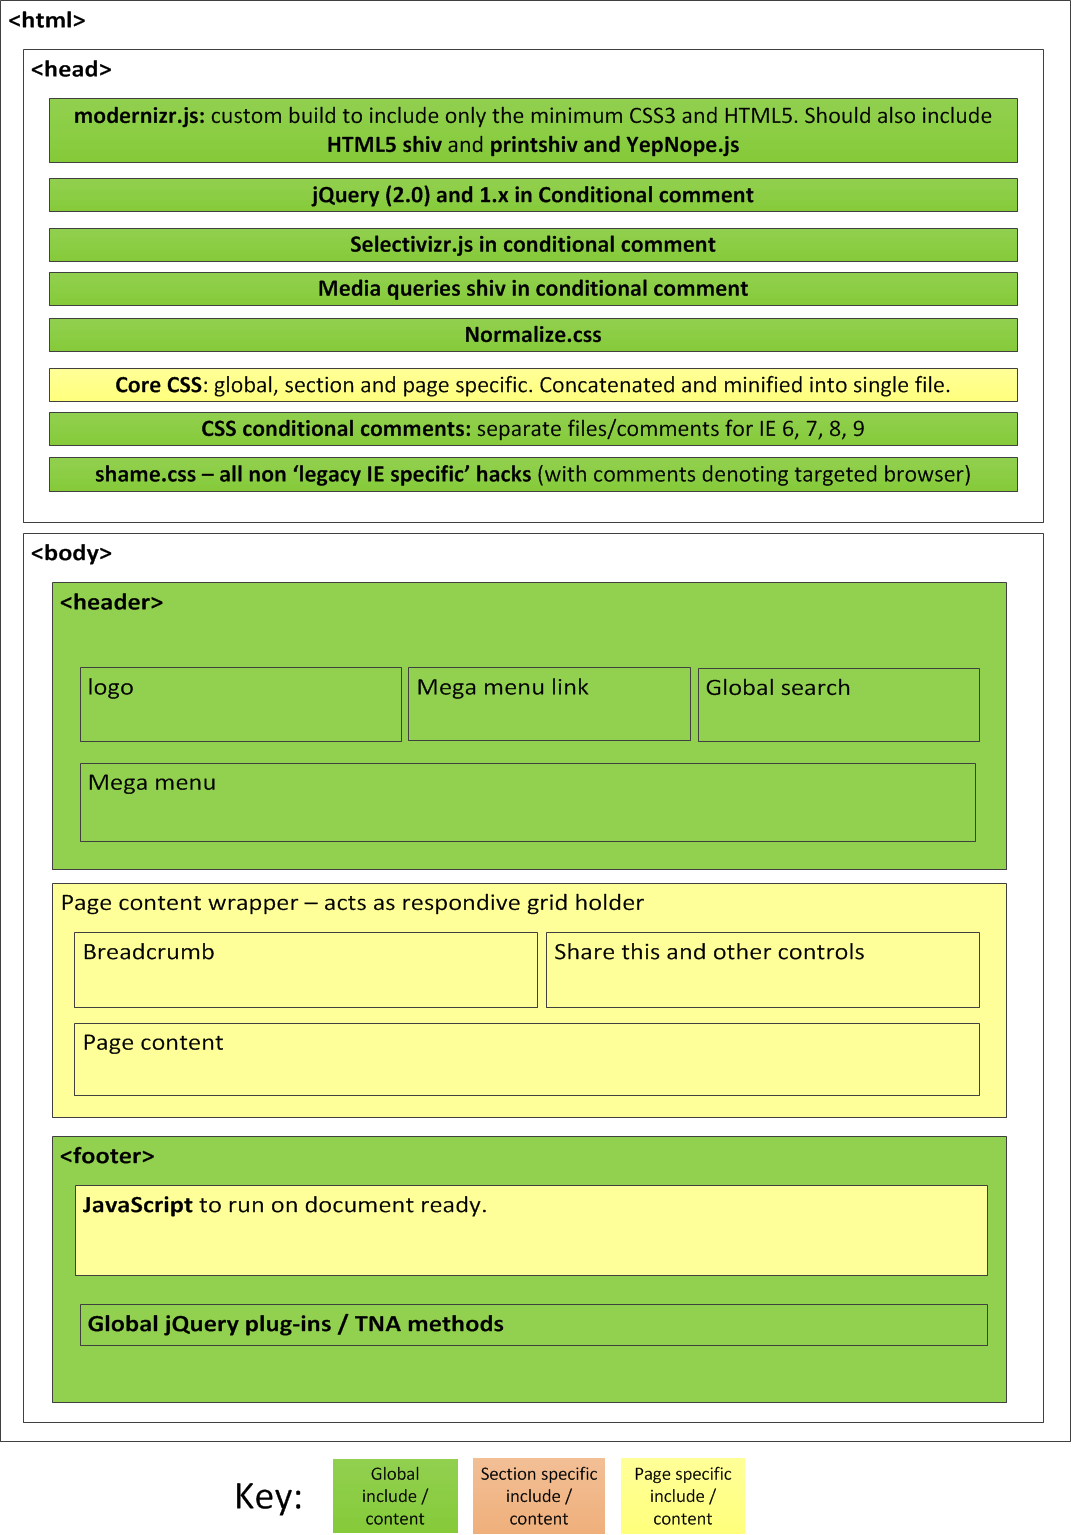 <html>
<head>
modernizr.js: custom build to include only the minimum CSS3 and HTML5. Should also include
HTML5 shiv and printshiv and YepNope.js
jQuery (2.0) and 1.x in Conditional comment
Selectivizr.js in conditional comment
Media queries shiv in conditional comment
Normalize.css
Core CSS: global, section and page specific. Concatenated and minified into single file.
CSS conditional comments: separate files/comments for IE 6, 7, 8, 9
shame.css – all non ‘legacy IE specific’ hacks (with comments denoting targeted browser)
<body>
<header>
logo
Mega menu link
Global search
Mega menu
Page content wrapper – acts as respondive grid holder
Breadcrumb
Share this and other controls
Page content
<footer>
JavaScript to run on document ready.
Global jQuery plug-ins / TNA methods
Key:
Global
include /
content
Section specific
include /
content
Page specific
include /
content